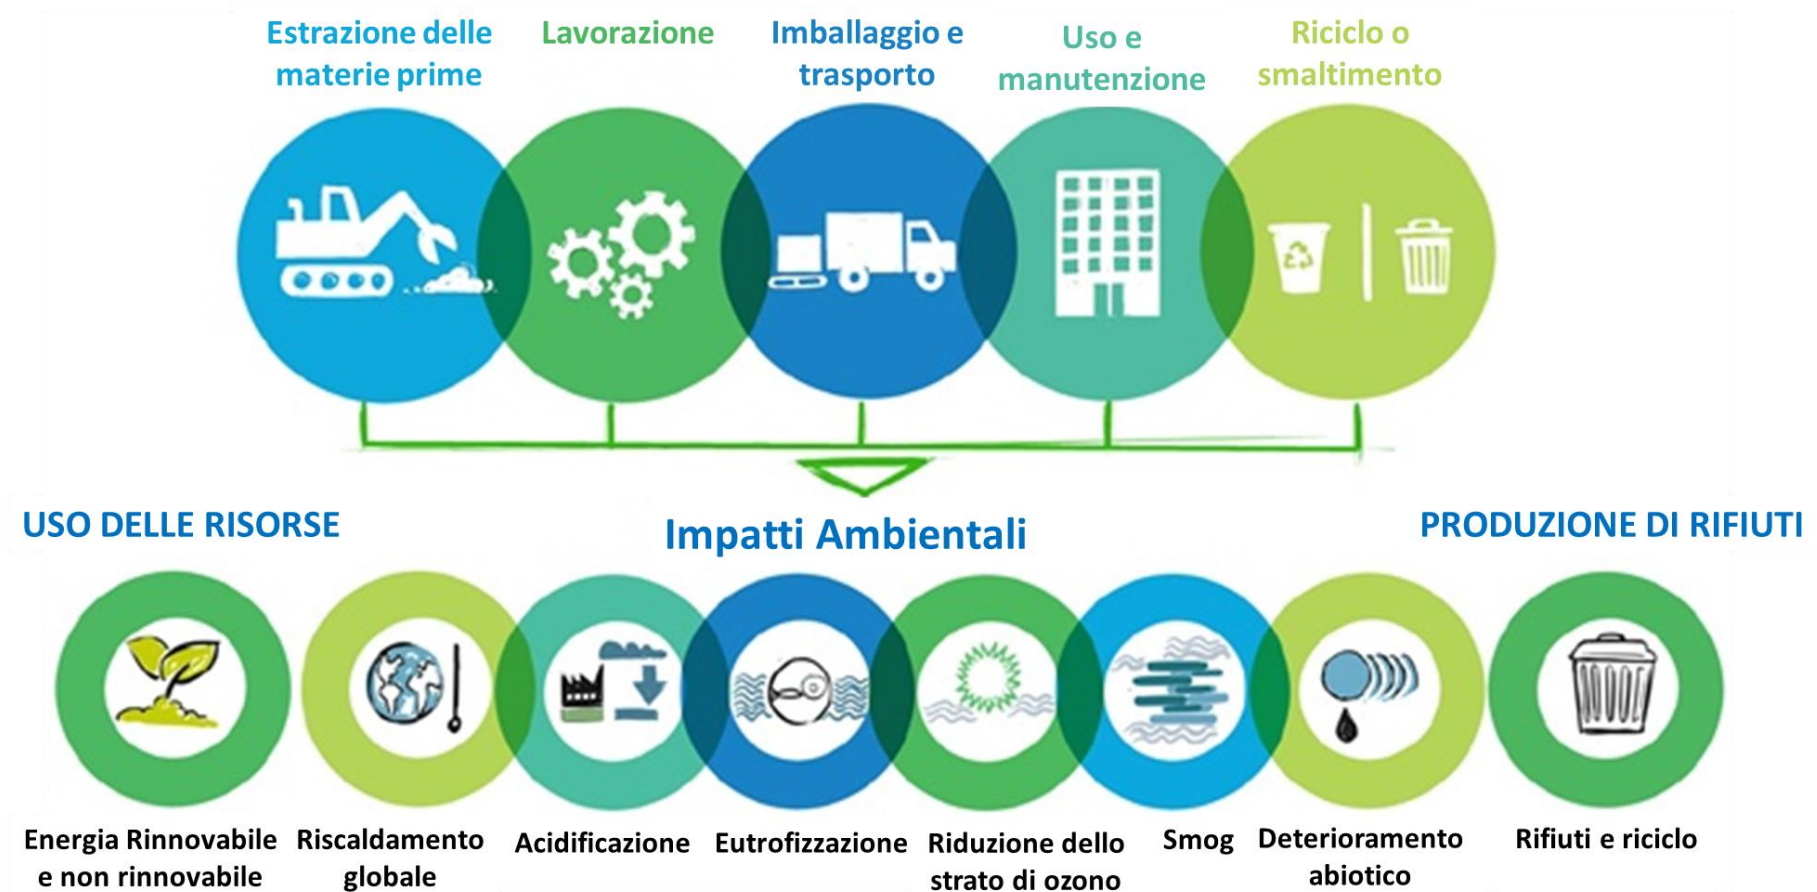 Estrazione delle
materie prime
Lavorazione
Imballaggio e
trasporto
Uso e
manutenzione
Riciclo o
smaltimento
USO DELLE RISORSE
Impatti Ambientali
PRODUZIONE DI RIFIUTI
Energia Rinnovabile
e non rinnovabile
Riscaldamento
globale
Acidificazione
Eutrofizzazione
Riduzione dello
strato di ozono
Smog
Deterioramento
abiotico
Rifiuti e riciclo